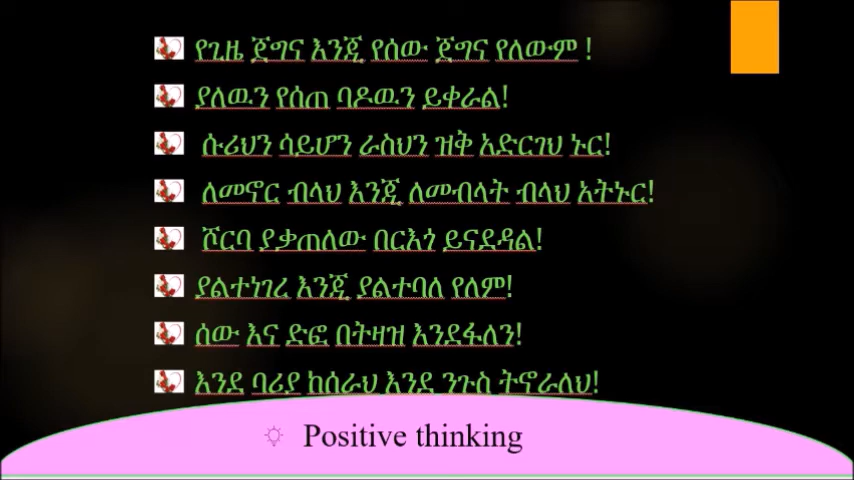 የጊዜ ጀግና እንጂ የሰው ጀግና የለውም !
ያለዉን የሰጠ ባዶዉን ይቀራል!
ሱሪህን ሳይሆን ራስህን ዝቅ አድርገህ ኑር!
ለመኖር ብላህ እንጂ ለመብላት ብላህ አትኑር!
ሾርባ ያቃጠለው በርእጎ ይናደዳል!
ያልተነገረ እንጂ ያልተባለ የለም!
ሰው እና ድፎ በትዛዝ እንደፋለን!
እንደ ባሪያ ከሰራህ እንደ ንጉስ ትኖራለህ!
Positive thinking